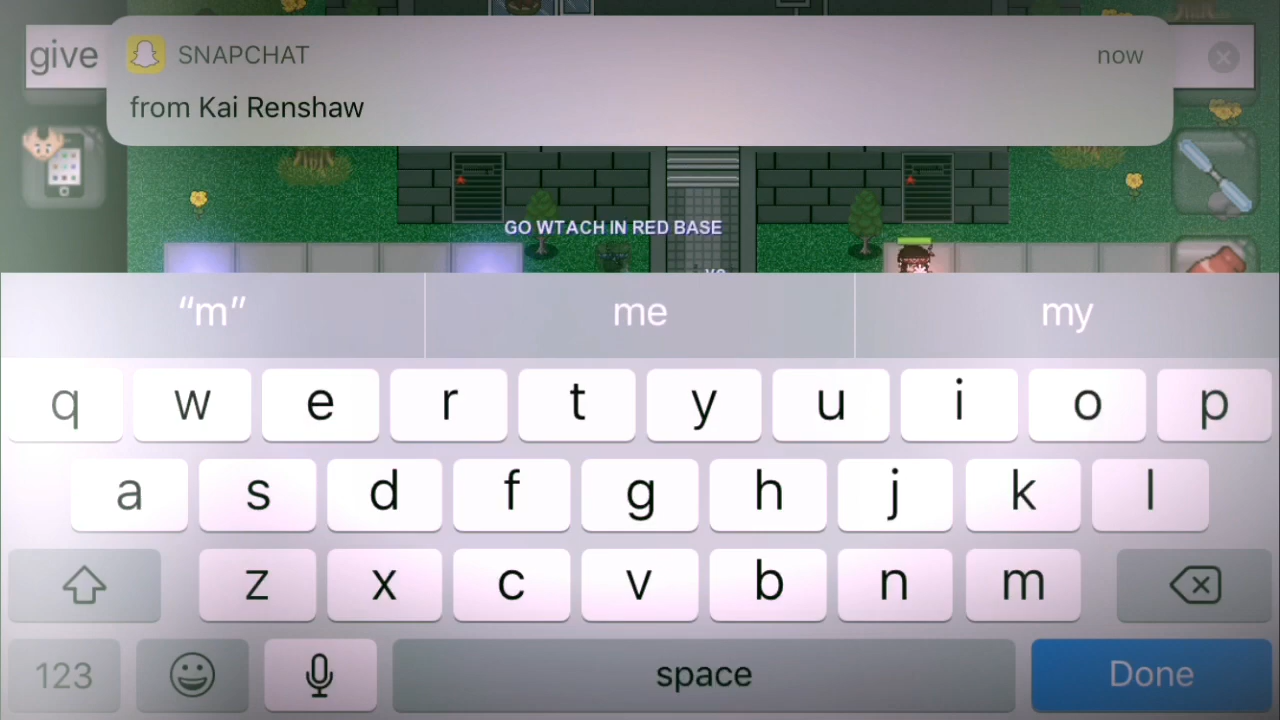 give
SNAPCHAT
now
from Kai Renshaw
GO WTACH IN RED BASE
“m” me my
q w e r t y u i o p
a s d f g h j k l
z x c v b n m
123 space Done